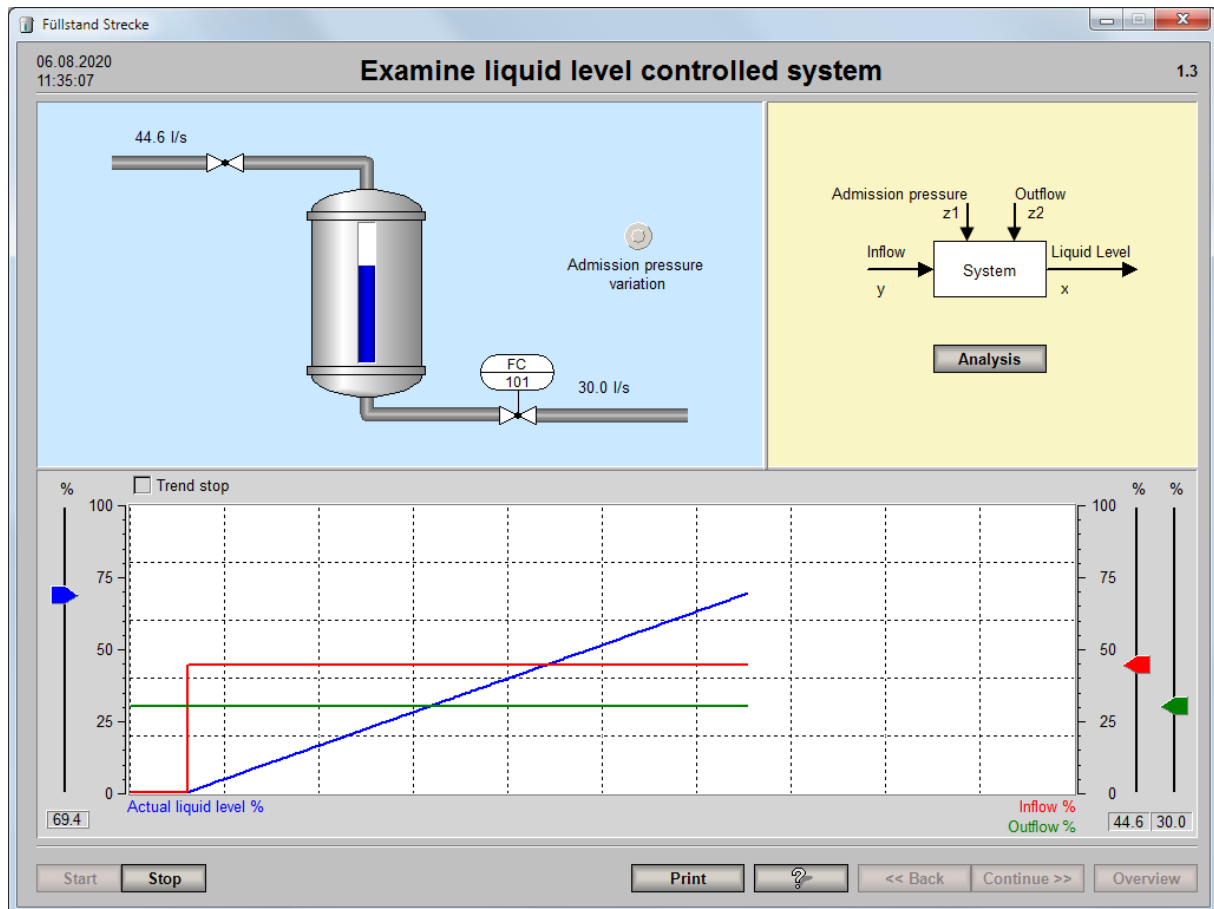 Füllstand Strecke
06.08.2020
11:35:07
Examine liquid level controlled system
1.3
44.6 l/s
Admission pressure
variation
FC
101
30.0 l/s
Admission pressure
z1
Outflow
z2
Inflow
y
System
Liquid Level
x
Analysis
%
Trend stop
% %
100
75
50
25
0
100
75
50
25
0
Actual liquid level %
Inflow %
Outflow %
69.4
44.6 30.0
Start Stop Print ? << Back Continue >> Overview